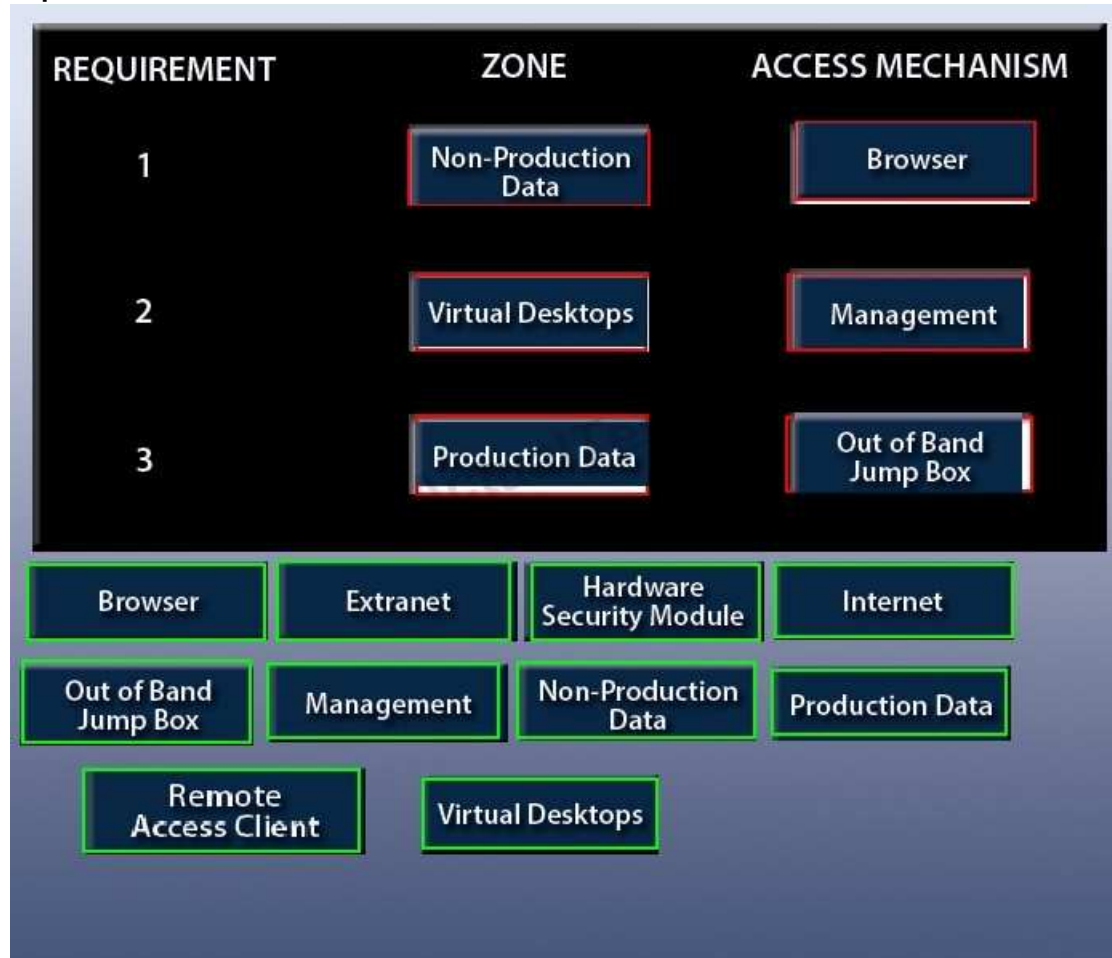 REQUIREMENT ZONE ACCESS MECHANISM
1 Non-Production
Data Browser
2 Virtual Desktops Management
3 Production Data Out of Band
Jump Box
Browser Extranet Hardware
Security Module Internet
Out of Band
Jump Box Management Non-Production
Data Production Data
Remote
Access Client Virtual Desktops